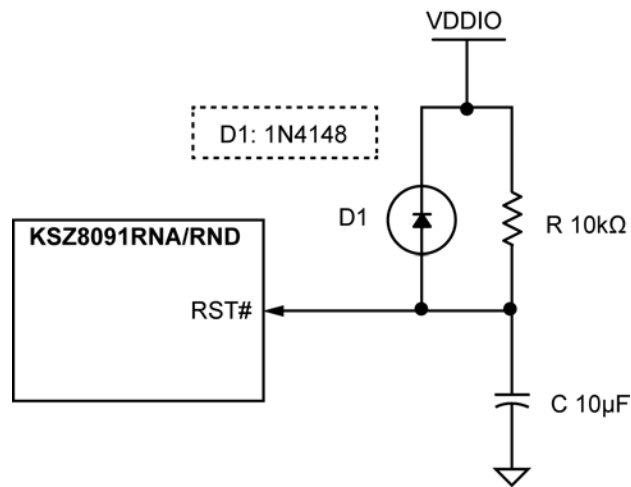 VDDIO
D1: 1N4148
D1
R 10kΩ
KSZ8091RNA/RND
RST#
C 10µF